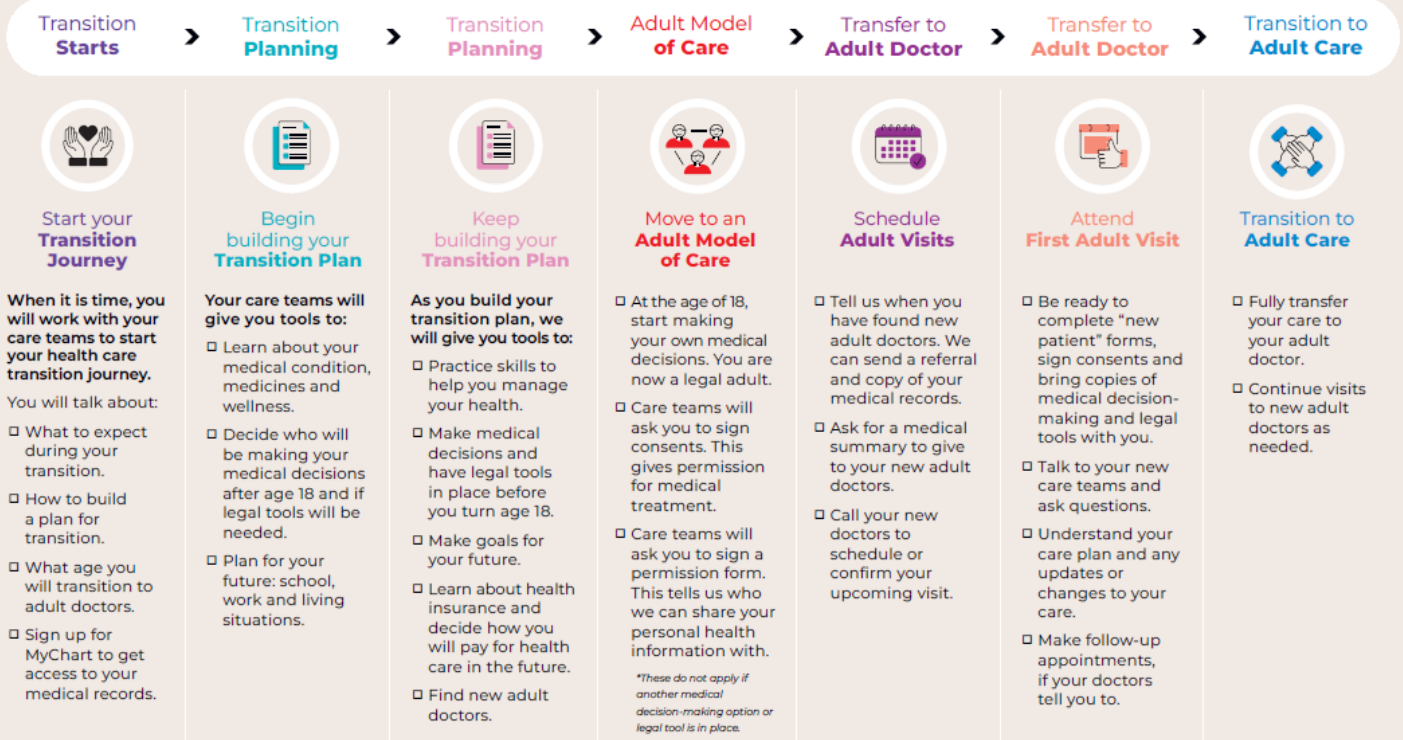 Transition
Starts
Transition
Planning
Transition
Planning
Adult Model
of Care
Transfer to
Adult Doctor
Transfer to
Adult Doctor
Transition to
Adult Care
Start your
Transition
Journey
When it is time, you
will work with your
care teams to start
your health care
transition journey.
You will talk about:
What to expect
during your
transition.
How to build
a plan for
transition.
What age you
will transition to
adult doctors.
Sign up for
MyChart to get
access to your
medical records.
Begin
building your
Transition Plan
Your care teams will
give you tools to:
Learn about your
medical condition,
medicines and
wellness.
Decide who will
be making your
medical decisions
after age 18 and if
legal tools will be
needed.
Plan for your
future: school,
work and living
situations.
Keep
building your
Transition Plan
As you build your
transition plan, we
will give you tools to:
Practice skills to
help you manage
your health.
Make medical
decisions and
have legal tools
in place before
you turn age 18.
Make goals for
your future.
Learn about health
insurance and
decide how you
will pay for health
care in the future.
Find new adult
doctors.
Move to an
Adult Model
of Care
At the age of 18,
start making
your own medical
decisions. You are
now a legal adult.
Care teams will
ask you to sign
consents. This
gives permission
for medical
treatment.
Care teams will
ask you to sign a
permission form.
This tells us who
we can share your
personal health
information with.
*These do not apply if
another medical
decision-making option or
legal tool is in place.
Schedule
Adult Visits
Tell us when you
have found new
adult doctors. We
can send a referral
and copy of your
medical records.
Ask for a medical
summary to give
to your new adult
doctors.
Call your new
doctors to
schedule or
confirm your
upcoming visit.
Attend
First Adult Visit
Be ready to
complete “new
patient” forms,
sign consents and
bring copies of
medical decision-
making and legal
tools with you.
Talk to your new
care teams and
ask questions.
Understand your
care plan and any
updates or
changes to your
care.
Make follow-up
appointments,
if your doctors
tell you to.
Transition to
Adult Care
Fully transfer
your care to
your adult
doctor.
Continue visits
to new adult
doctors as
needed.